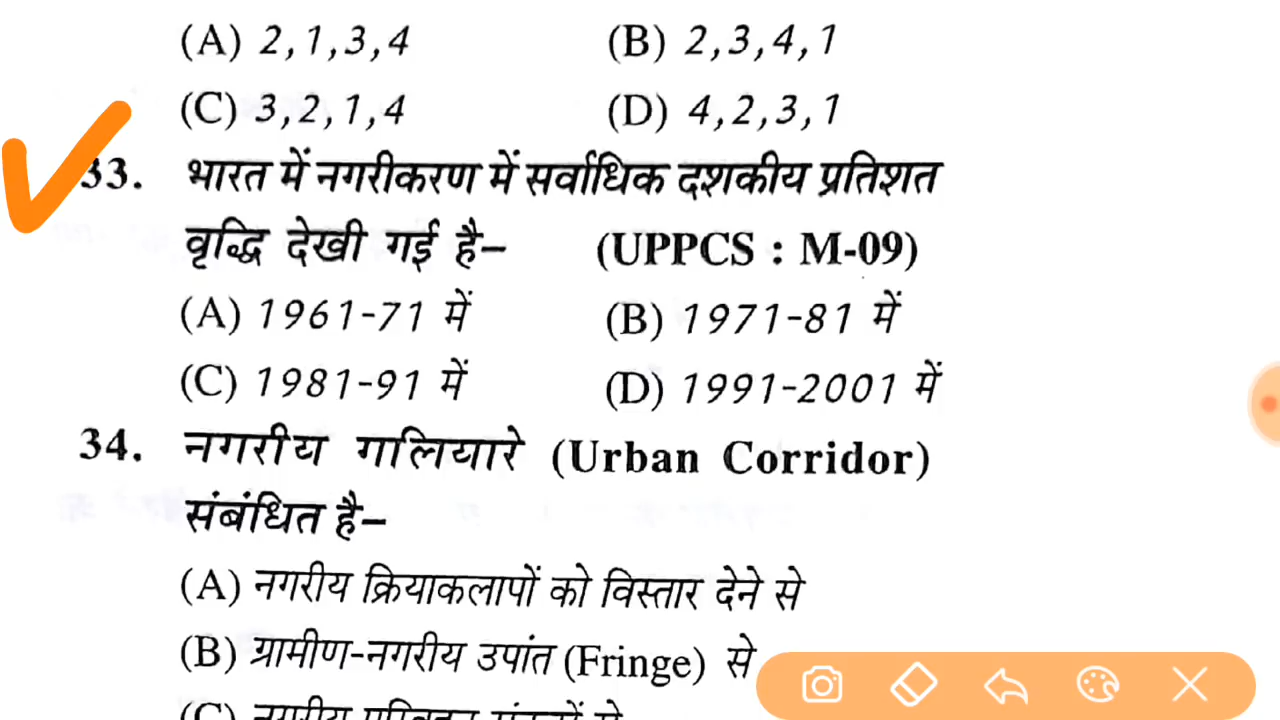 (A) 2,1,3,4 (B) 2,3,4,1
(C) 3,2,1,4 (D) 4,2,3,1
33. भारत में नगरीकरण में सर्वाधिक दशकीय प्रतिशत
वृद्धि देखी गई है– (UPPCS : M-09)
(A) 1961-71 में (B) 1971-81 में
(C) 1981-91 में (D) 1991-2001 में
34. नगरीय गालियारे (Urban Corridor)
संबंधित है–
(A) नगरीय क्रियाकलापों को विस्तार देने से
(B) ग्रामीण-नगरीय उपांत (Fringe) से
(C) नगरीय